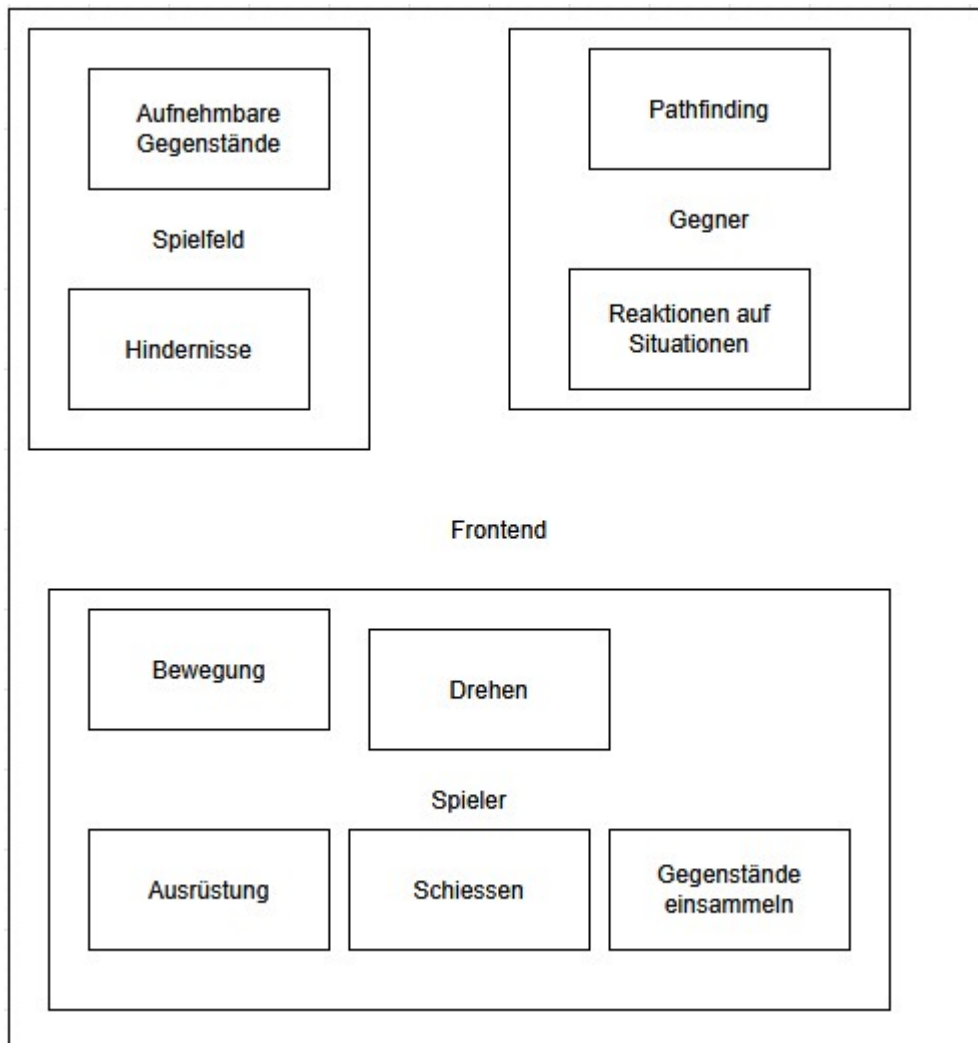 Aufnehmbare
Gegenstände
Spielfeld
Hindernisse
Pathfinding
Gegner
Reaktionen auf
Situationen
Frontend
Bewegung
Drehen
Spieler
Ausrüstung
Schiessen
Gegenstände
einsammeln